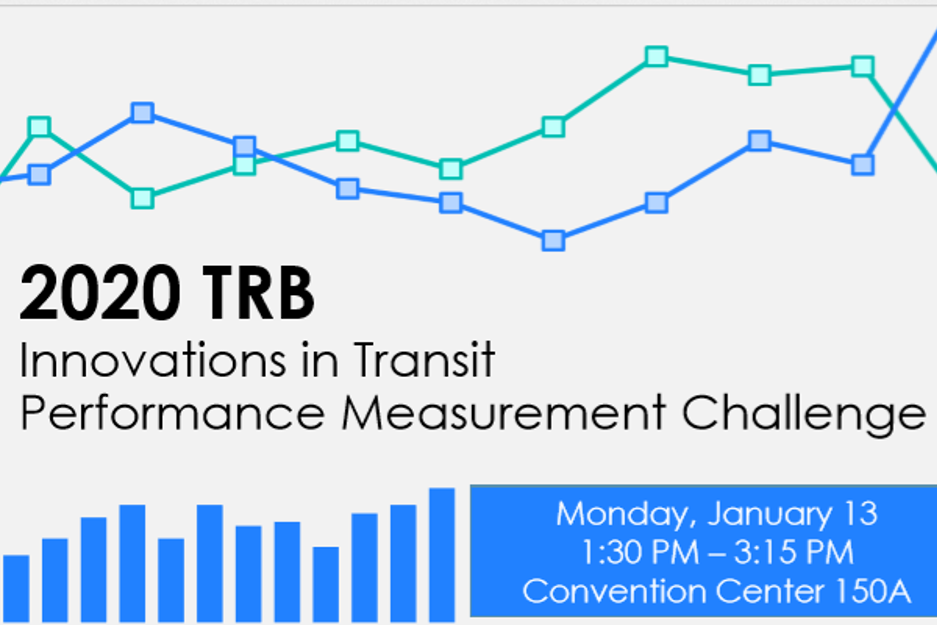 2020 TRB
Innovations in Transit
Performance Measurement Challenge
Monday, January 13
1:30 PM – 3:15 PM
Convention Center 150A